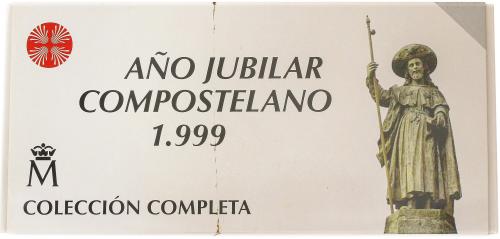 AÑO JUBILAR
COMPOSTELANO
1.999
M
COLECCIÓN COMPLETA